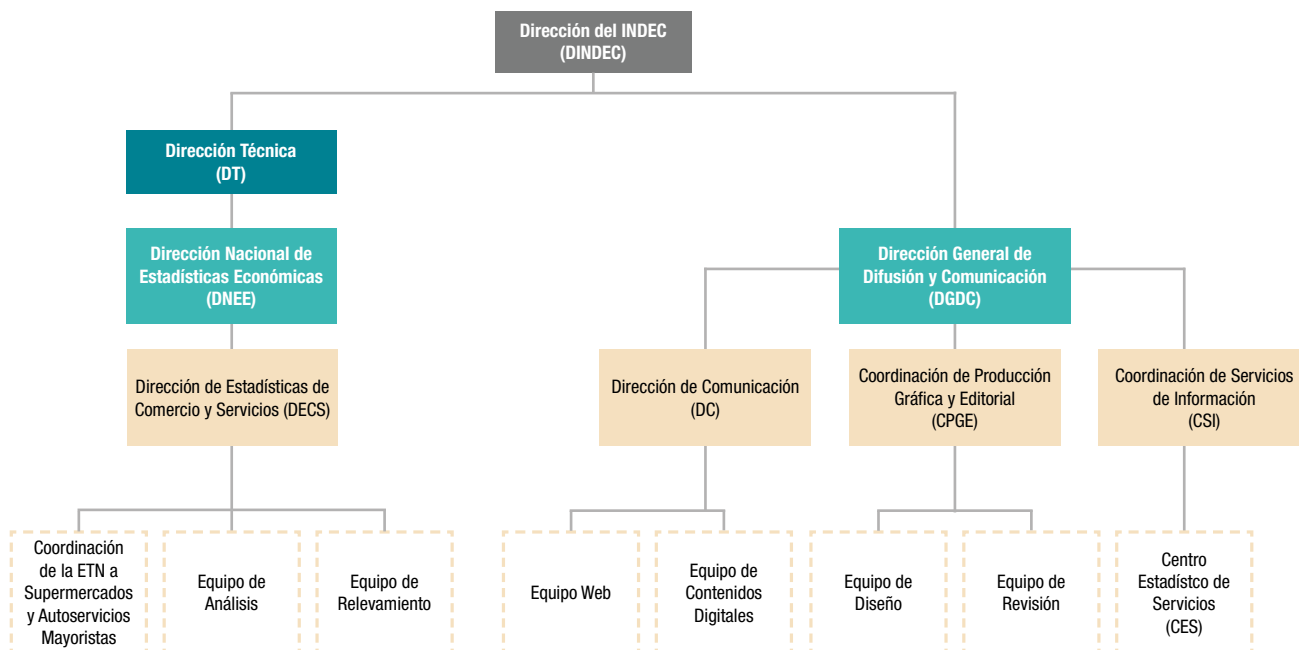 Dirección del INDEC
(DINDEC)
Dirección Técnica
(DT)
Dirección Nacional de
Estadísticas Económicas
(DNEE)
Dirección General de
Difusión y Comunicación
(DGDC)
Dirección de Estadísticas de
Comercio y Servicios (DECS)
Dirección de Comunicación
(DC)
Coordinación de Producción
Gráfica y Editorial
(CPGE)
Coordinación de Servicios
de Información
(CSI)
Coordinación
de la ETN a
Supermercados
y Autoservicios
Mayoristas
Equipo de
Análisis
Equipo de
Relevamiento
Equipo Web
Equipo de
Contenidos
Digitales
Equipo de
Diseño
Equipo de
Revisión
Centro
Estadístco de
Servicios
(CES)